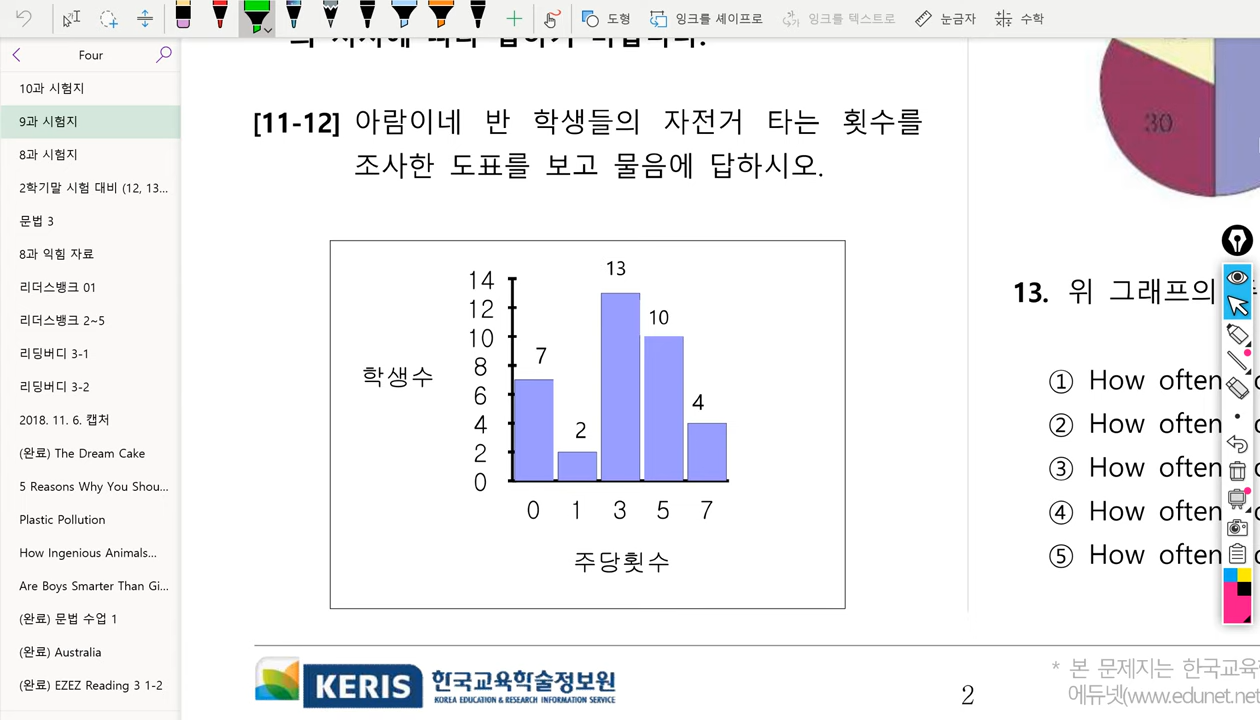 도형
잉크를 셰이프로
잉크를 텍스트로
눈금자
수학
Four
10과 시험지
9과 시험지
8과 시험지
2학기말 시험 대비 (12, 13...
문법 3
8과 익힘 자료
리더스뱅크 01
리더스뱅크 2~5
리딩버디 3-1
리딩버디 3-2
2018. 11. 6. 캡처
(완료) The Dream Cake
5 Reasons Why You Shou...
Plastic Pollution
How Ingenious Animals...
Are Boys Smarter Than Gi...
(완료) 문법 수업 1
(완료) Australia
(완료) EZEZ Reading 3 1-2
[11-12] 아람이네 반 학생들의 자전거 타는 횟수를
조사한 도표를 보고 물음에 답하시오.
14
12
10
8
6
4
2
0
학생수
7
2
13
10
4
0 1 3 5 7
주당횟수
KERIS 한국교육학술정보원
KOREA EDUCATION & RESEARCH INFORMATION SERVICE
2
30
13. 위 그래프의
① How often
② How often
③ How often
④ How often
⑤ How often
* 본 문제지는 한국교육
에듀넷(www.edunet.net